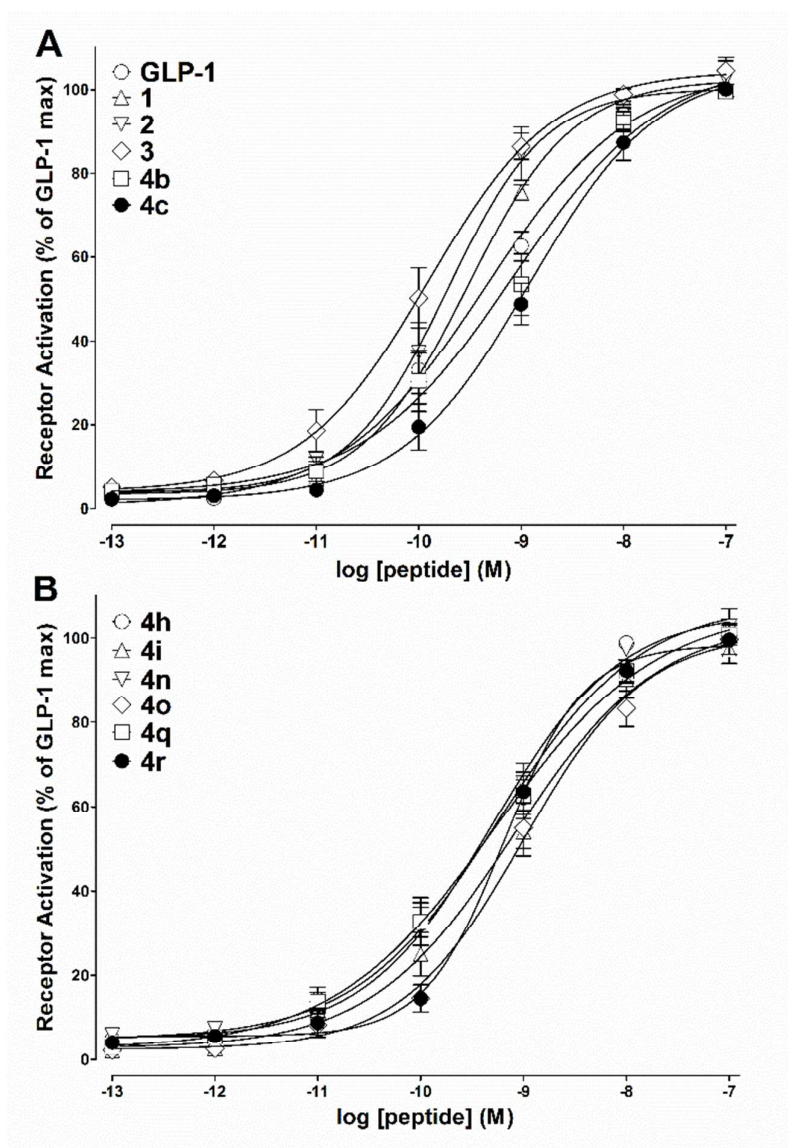 A
GLP-1
1
2
3
4b
4c
Receptor Activation (% of GLP-1 max)
100
80
60
40
20
0
-13 -12 -11 -10 -9 -8 -7
log [peptide] (M)
B
4h
4i
4n
4o
4q
4r
Receptor Activation (% of GLP-1 max)
100
80
60
40
20
0
-13 -12 -11 -10 -9 -8 -7
log [peptide] (M)